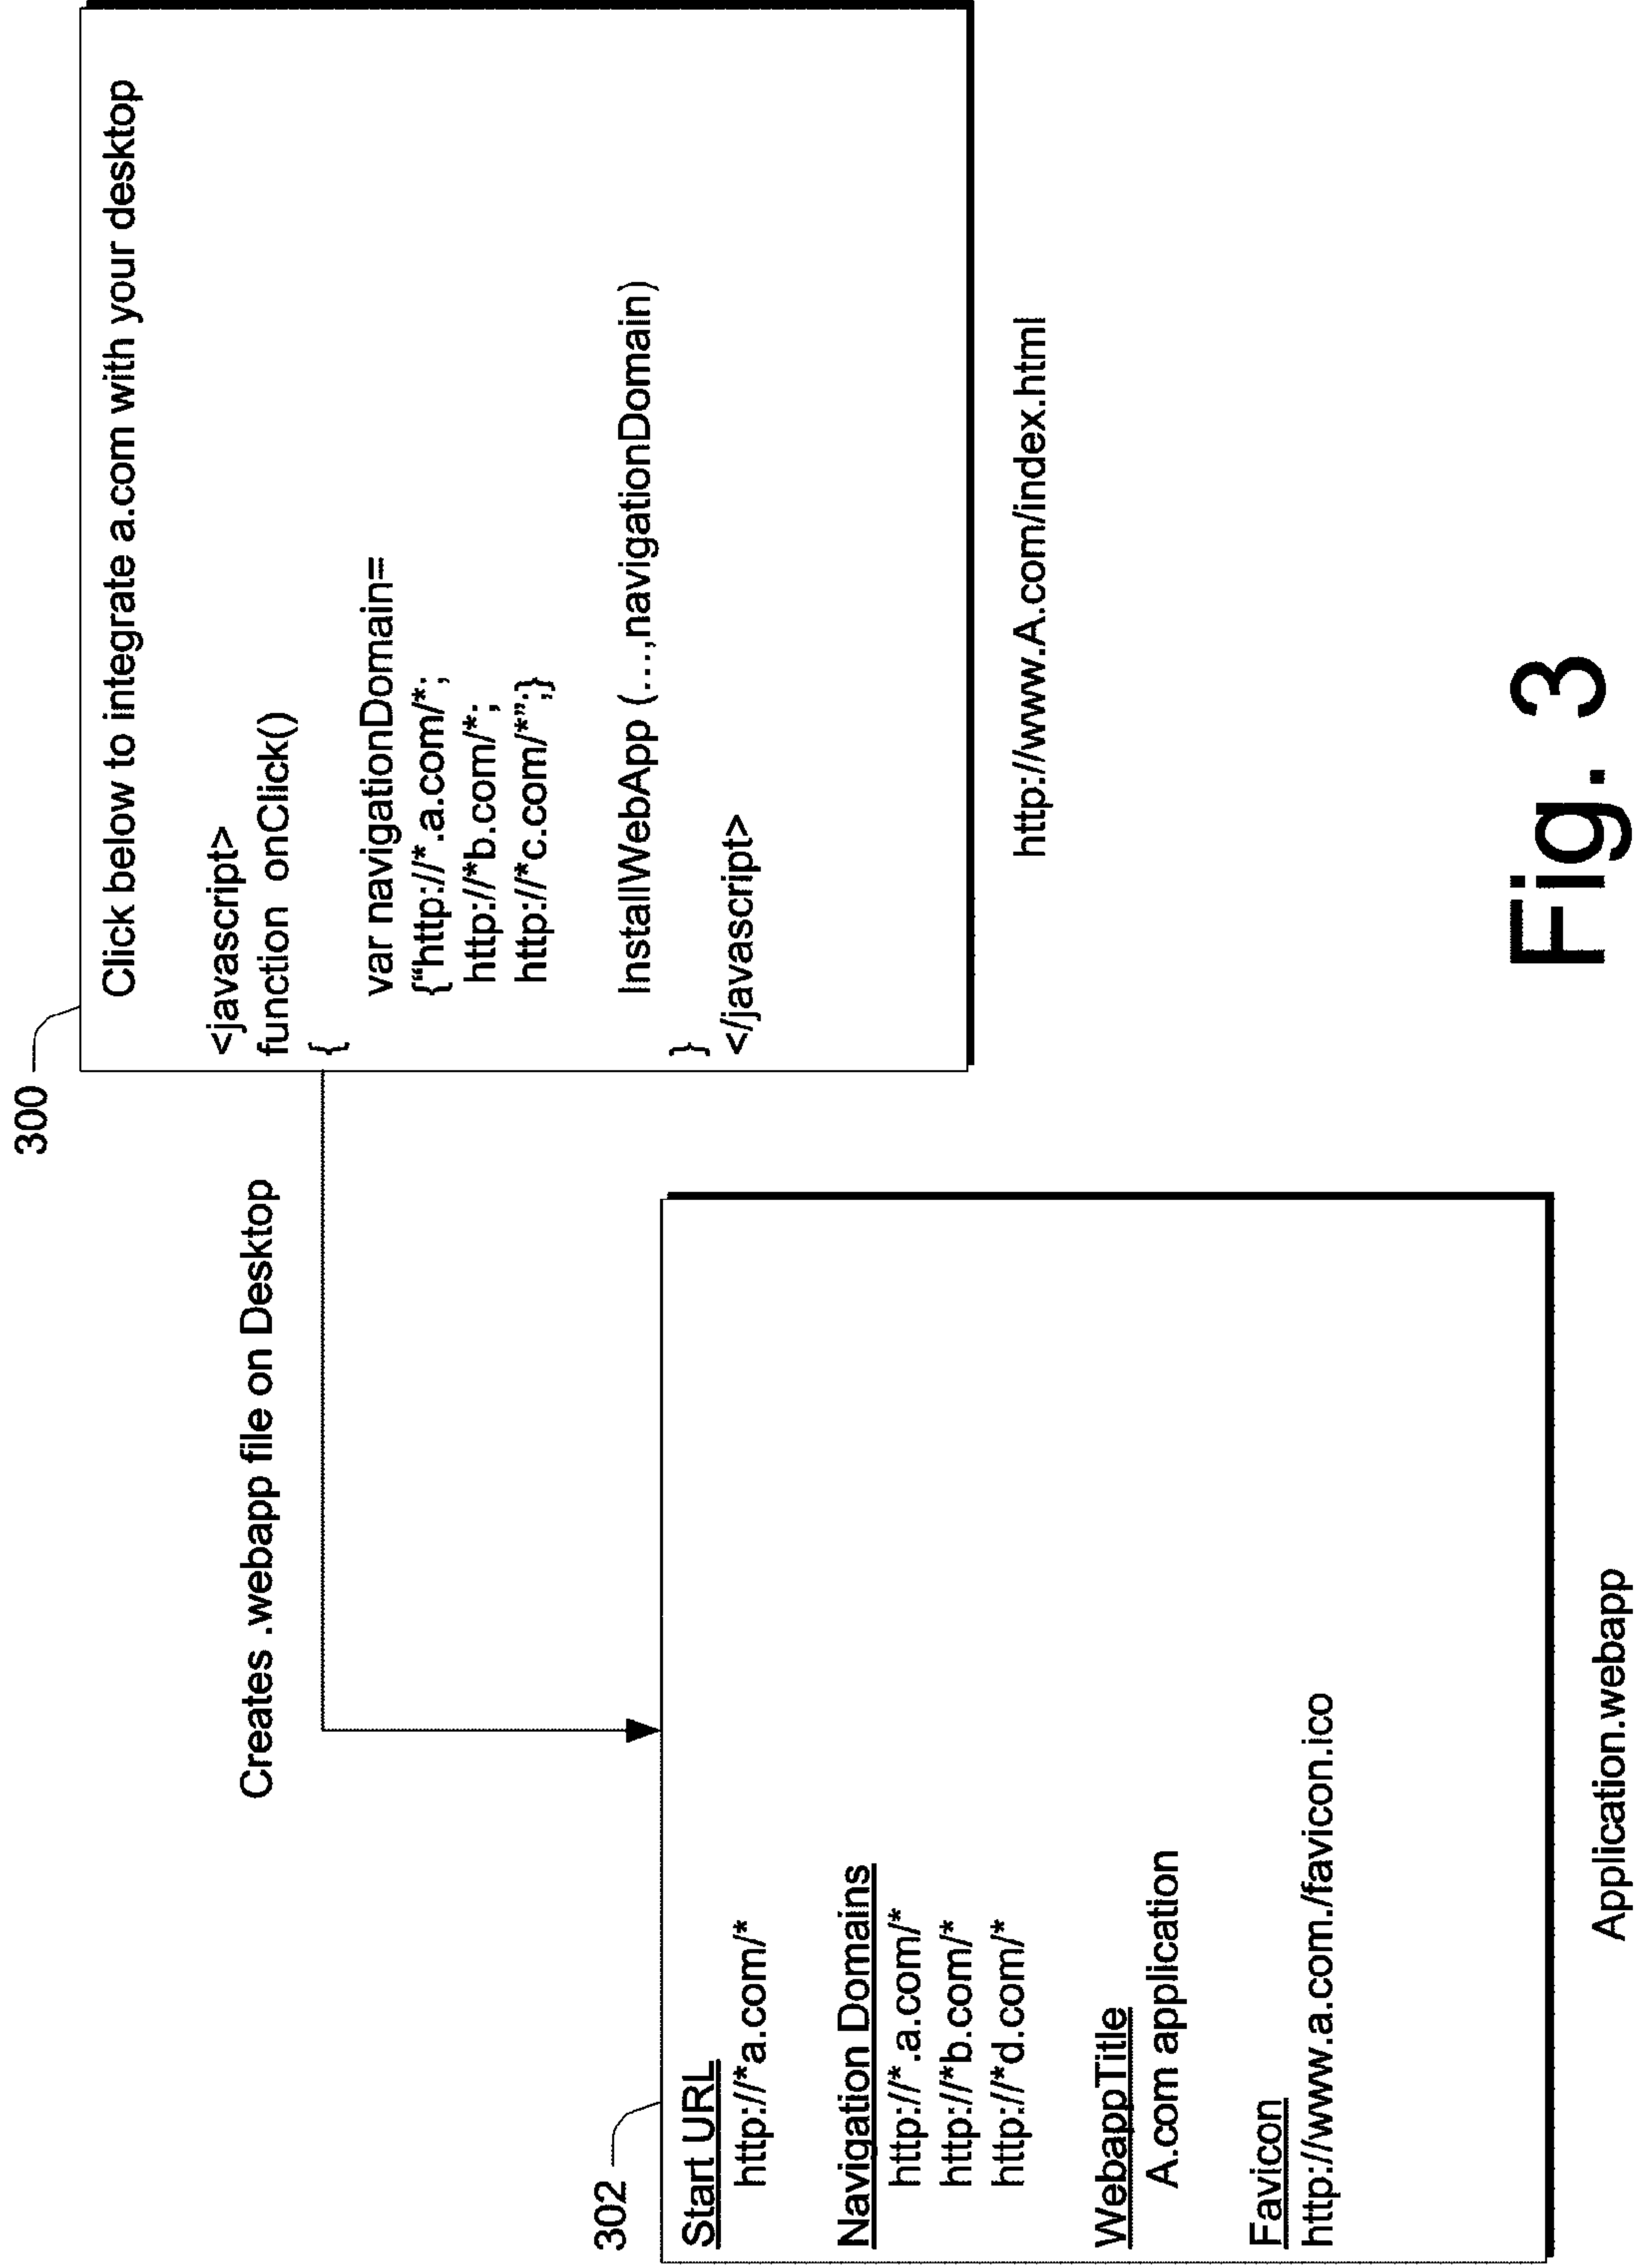 300
Click below to integrate a.com with your desktop
<javascript>
function onClick()
{
var navigationDomain=
{“http://*.a.com/*;
http://*b.com/*;
http://*c.com/*”;}
InstallWebApp (...,navigationDomain)
}
</javascript>
http://www.A.com/index.html
Creates .webapp file on Desktop
302
Start URL
http://*a.com/*
Navigation Domains
http://*.a.com/*
http://*b.com/*
http://*d.com/*
WebappTitle
A.com application
Favicon
http://www.a.com./favicon.ico
Application.webapp
Fig. 3